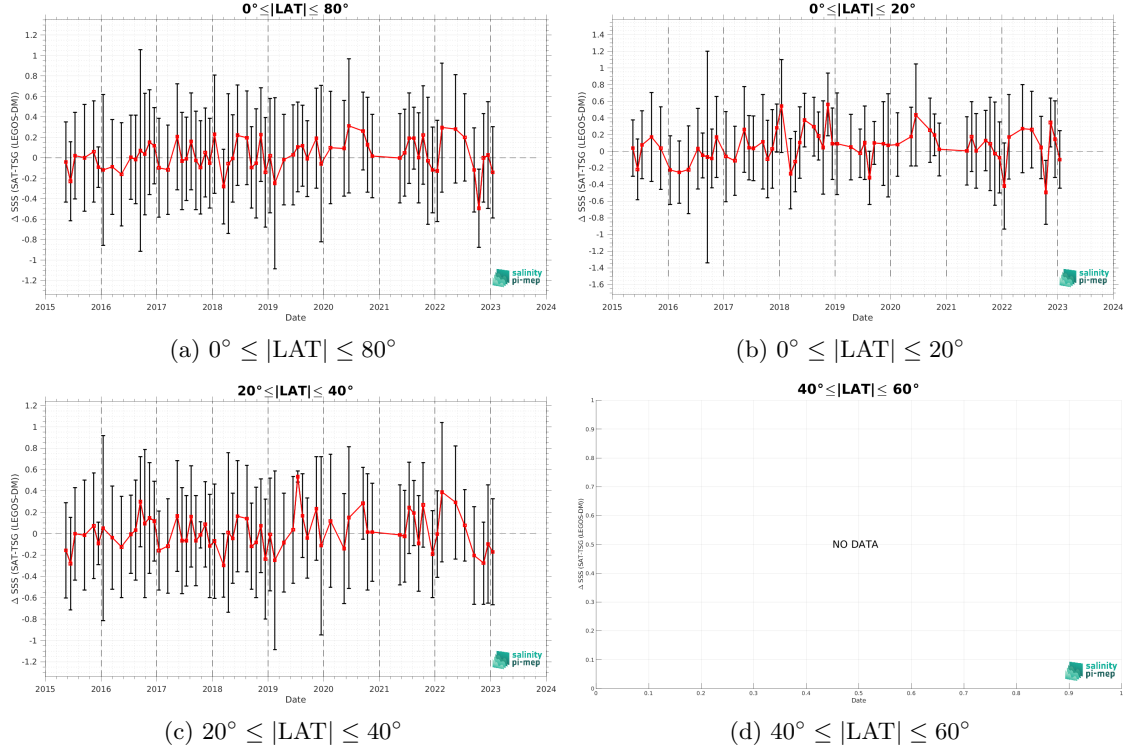 0°≤|LAT|≤ 80°
Δ SSS (SAT-TSG (LEGOS-DM))
1.2
1
0.8
0.6
0.4
0.2
0
-0.2
-0.4
-0.6
-0.8
-1
-1.2
2015 2016 2017 2018 2019 2020 2021 2022 2023 2024
Date
salinity
pi-mep
(a) 0° ≤ |LAT| ≤ 80°
0°≤|LAT|≤ 20°
Δ SSS (SAT-TSG (LEGOS-DM))
1.4
1.2
1
0.8
0.6
0.4
0.2
0
-0.2
-0.4
-0.6
-0.8
-1
-1.2
-1.4
-1.6
2015 2016 2017 2018 2019 2020 2021 2022 2023 2024
Date
salinity
pi-mep
(b) 0° ≤ |LAT| ≤ 20°
20°≤|LAT|≤ 40°
Δ SSS (SAT-TSG (LEGOS-DM))
1.2
1
0.8
0.6
0.4
0.2
0
-0.2
-0.4
-0.6
-0.8
-1
-1.2
2015 2016 2017 2018 2019 2020 2021 2022 2023 2024
Date
salinity
pi-mep
(c) 20° ≤ |LAT| ≤ 40°
40°≤|LAT|≤ 60°
Δ SSS (SAT-TSG (LEGOS-DM))
1
0.9
0.8
0.7
0.6
0.5
0.4
0.3
0.2
0.1
0
NO DATA
0 0.1 0.2 0.3 0.4 0.5 0.6 0.7 0.8 0.9 1
Date
salinity
pi-mep
(d) 40° ≤ |LAT| ≤ 60°